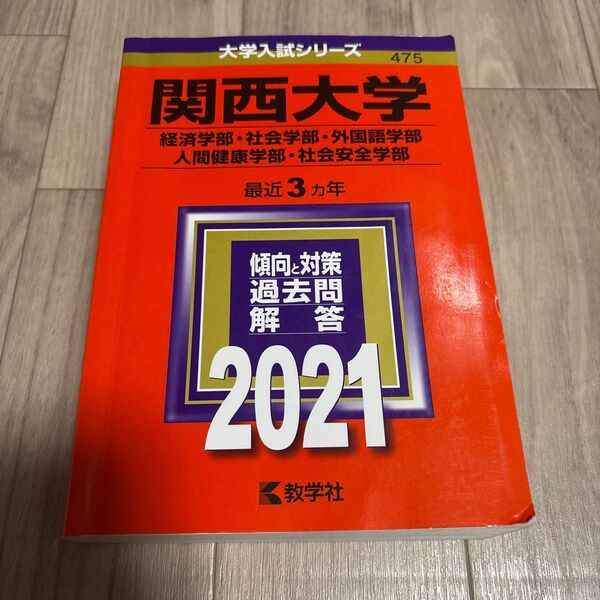 大学入試シリーズ
475
関西大学
経済学部・社会学部・外国語学部
人間健康学部・社会安全学部
最近3ヵ年
傾向と対策
過去問
解答
2021
教学社